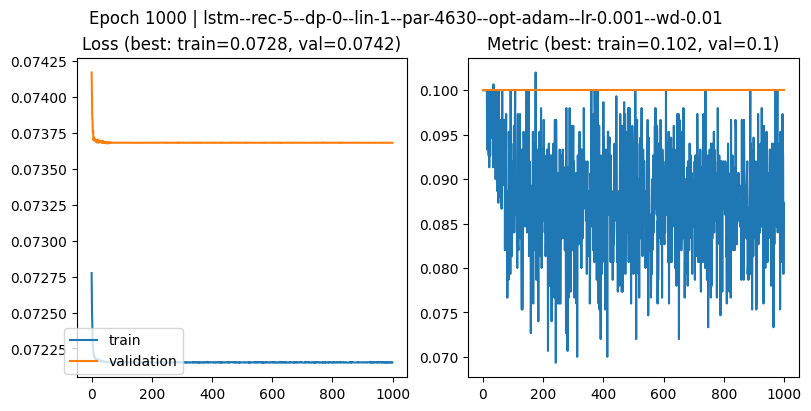 Epoch 1000 | lstm--rec-5--dp-0--lin-1--par-4630--opt-adam--lr-0.001--wd-0.01
Loss (best: train=0.0728, val=0.0742)
0.07425
0.07400
0.07375
0.07350
0.07325
0.07300
0.07275
0.07250
0.07225
train
validation
0 200 400 600 800 1000
Metric (best: train=0.102, val=0.1)
0.100
0.095
0.090
0.085
0.080
0.075
0.070
0 200 400 600 800 1000